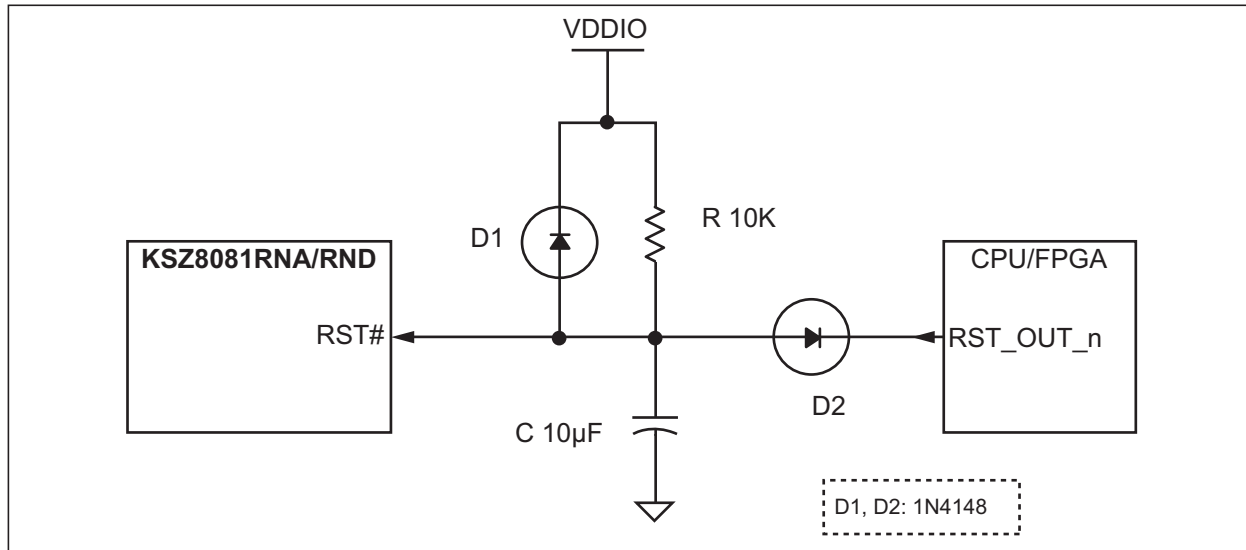 VDDIO
D1
R 10K
KSZ8081RNA/RND
CPU/FPGA
RST#
RST_OUT_n
D2
C 10µF
D1, D2: 1N4148